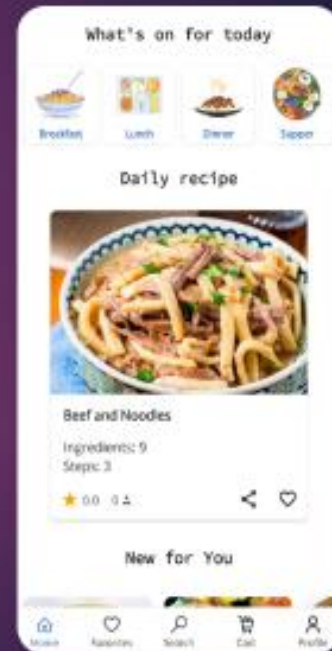 What's on for today
Breakfast Lunch Dinner Supper
Daily recipe
Beef and Noodles
Ingredients: 9
Steps: 3
0.0 0
New for You
Home Favorites Search Cart Profile